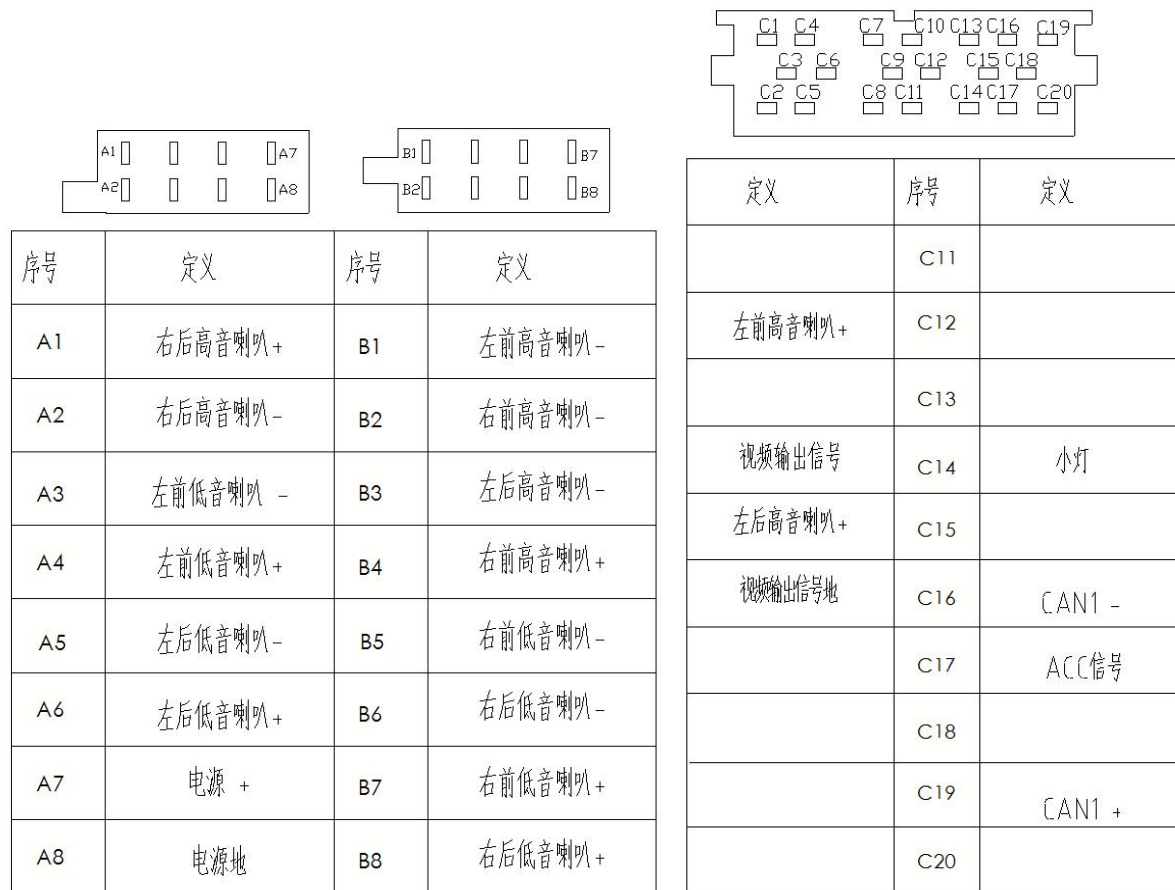 C1 C4 C7 C10 C13 C16 C19
C3 C6 C9 C12 C15 C18
C2 C5 C8 C11 C14 C17 C20
A1 A7
A2 A8
B1 B7
B2 B8
序号 定义 序号 定义
A1 右后高音喇叭+ B1 左前高音喇叭-
A2 右后高音喇叭- B2 右前高音喇叭-
A3 左前低音喇叭 - B3 左后高音喇叭-
A4 左前低音喇叭+ B4 右前高音喇叭+
A5 左后低音喇叭- B5 右前低音喇叭-
A6 左后低音喇叭+ B6 右后低音喇叭-
A7 电源 + B7 右前低音喇叭+
A8 电源地 B8 右后低音喇叭+
定义 序号 定义
C11
左前高音喇叭+ C12
C13
视频输出信号 C14 小灯
左后高音喇叭+ C15
视频输出信号地 C16 CAN1 -
C17 ACC信号
C18
C19 CAN1 +
C20